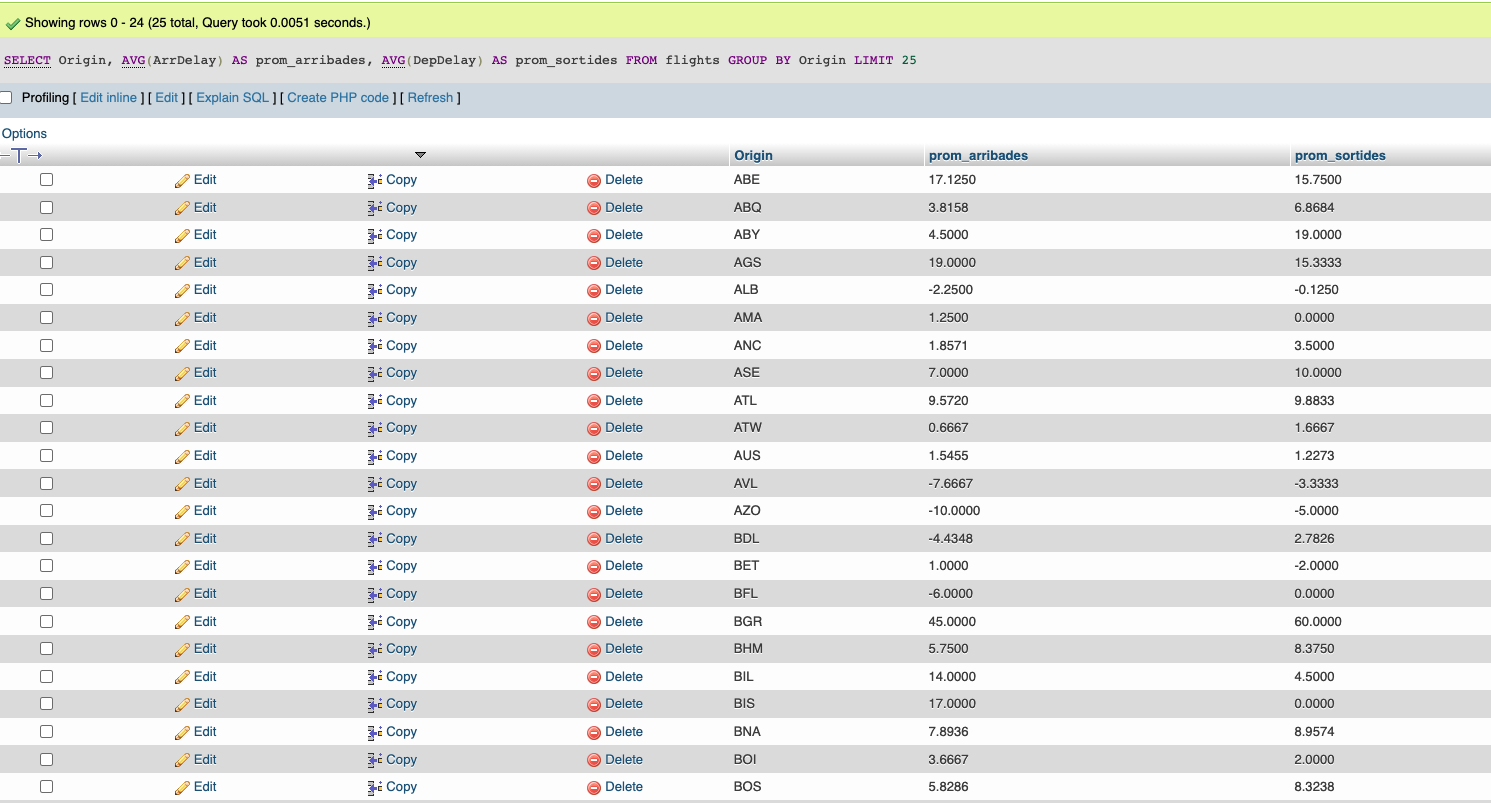 Showing rows 0 - 24 (25 total, Query took 0.0051 seconds.)
SELECT Origin, AVG(ArrDelay) AS prom_arribades, AVG(DepDelay) AS prom_sortides FROM flights GROUP BY Origin LIMIT 25
Profiling [ Edit inline ] [ Edit ] [ Explain SQL ] [ Create PHP code ] [ Refresh ]
Options
Origin prom_arribades prom_sortides
Edit Copy Delete ABE 17.1250 15.7500
Edit Copy Delete ABQ 3.8158 6.8684
Edit Copy Delete ABY 4.5000 19.0000
Edit Copy Delete AGS 19.0000 15.3333
Edit Copy Delete ALB -2.2500 -0.1250
Edit Copy Delete AMA 1.2500 0.0000
Edit Copy Delete ANC 1.8571 3.5000
Edit Copy Delete ASE 7.0000 10.0000
Edit Copy Delete ATL 9.5720 9.8833
Edit Copy Delete ATW 0.6667 1.6667
Edit Copy Delete AUS 1.5455 1.2273
Edit Copy Delete AVL -7.6667 -3.3333
Edit Copy Delete AZO -10.0000 -5.0000
Edit Copy Delete BDL -4.4348 2.7826
Edit Copy Delete BET 1.0000 -2.0000
Edit Copy Delete BFL -6.0000 0.0000
Edit Copy Delete BGR 45.0000 60.0000
Edit Copy Delete BHM 5.7500 8.3750
Edit Copy Delete BIL 14.0000 4.5000
Edit Copy Delete BIS 17.0000 0.0000
Edit Copy Delete BNA 7.8936 8.9574
Edit Copy Delete BOI 3.6667 2.0000
Edit Copy Delete BOS 5.8286 8.3238